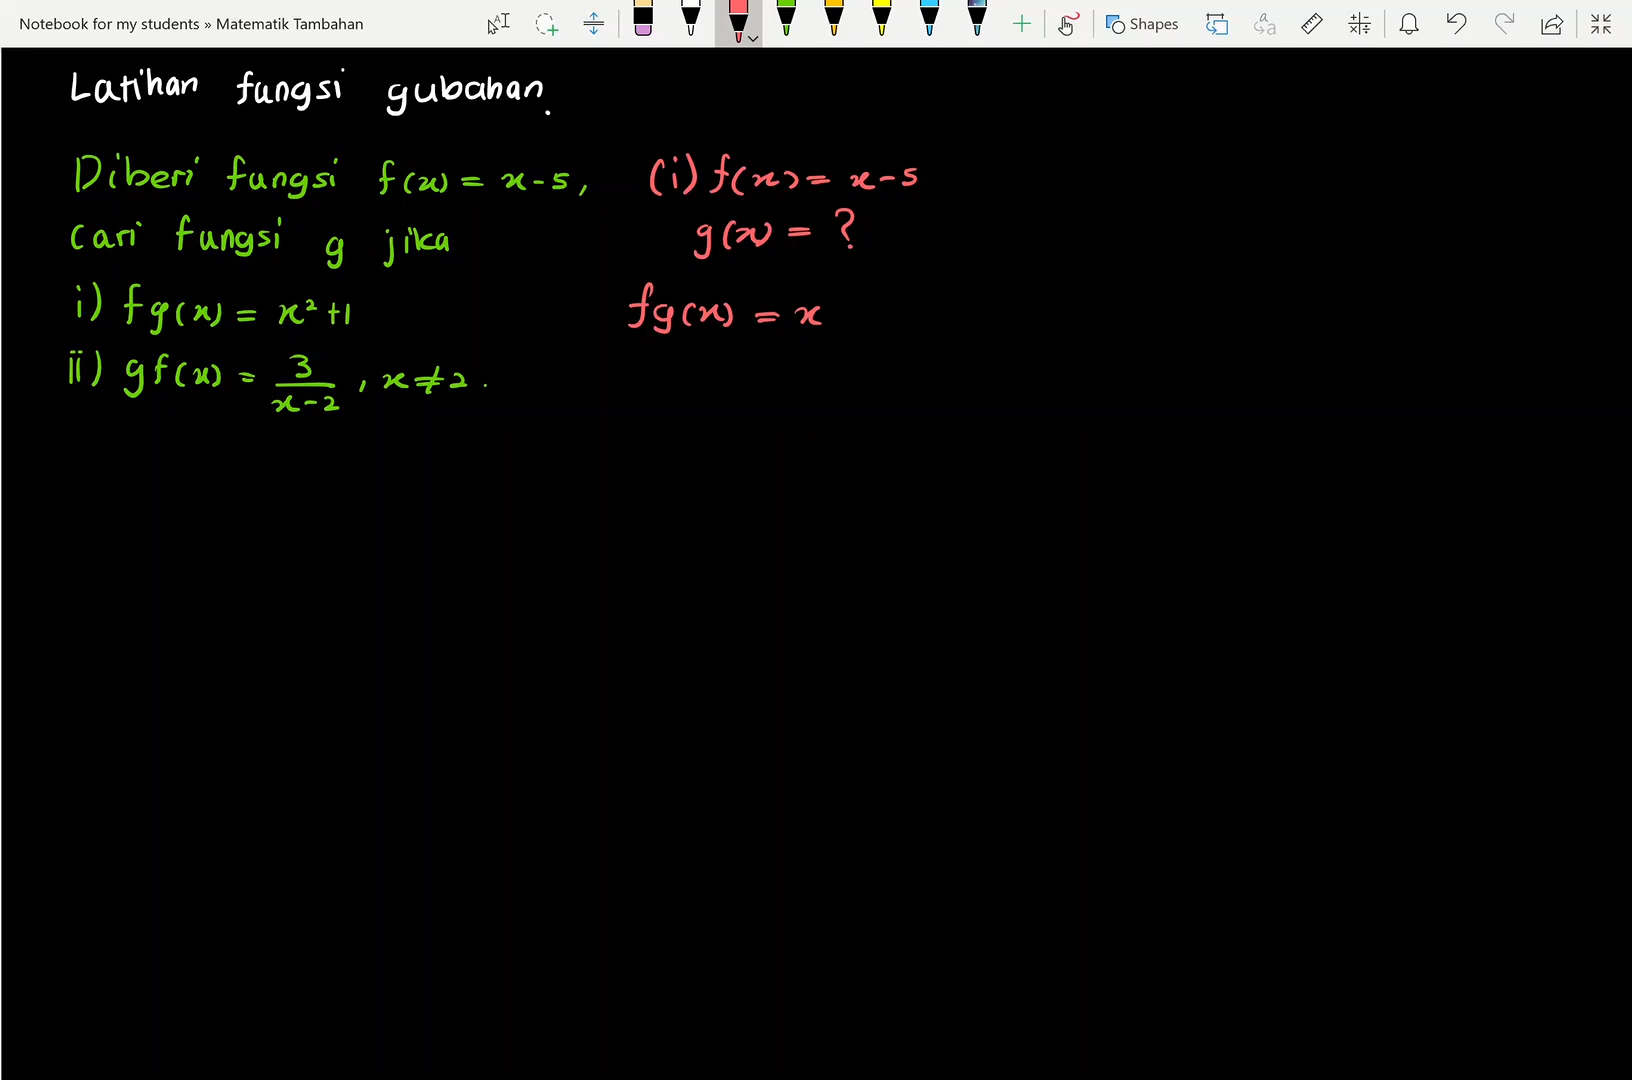 Notebook for my students » Matematik Tambahan
Shapes
Latihan fungsi gubahan.
Diberi fungsi f(x) = x-5,
cari fungsi g jika
i) fg(x) = x²+1
ii) gf(x) = 3/(x-2), x≠2.
(i) f(x) = x-5
g(x) = ?
fg(x) = x